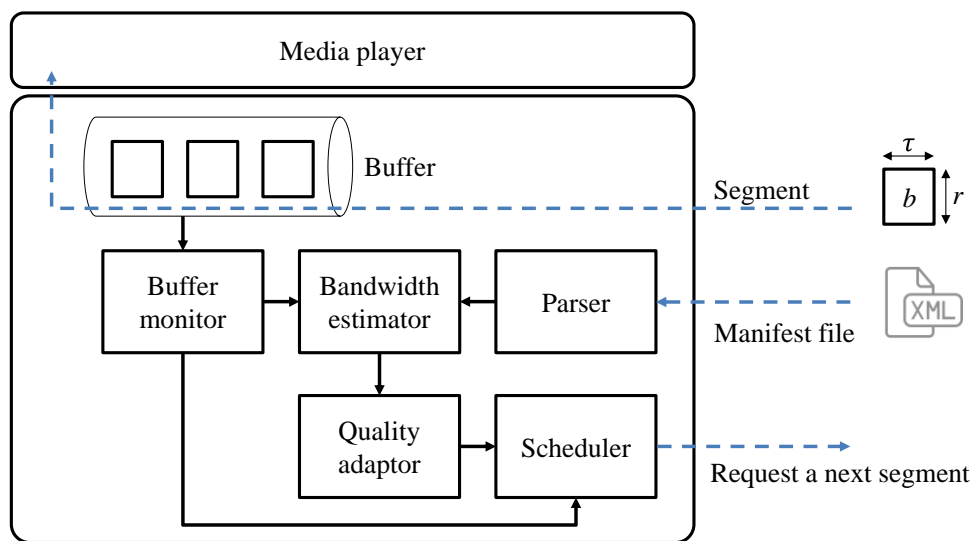 Media player
Buffer
Segment
τ
b
r
Buffer
monitor
Bandwidth
estimator
Parser
Manifest file
XML
Quality
adaptor
Scheduler
Request a next segment